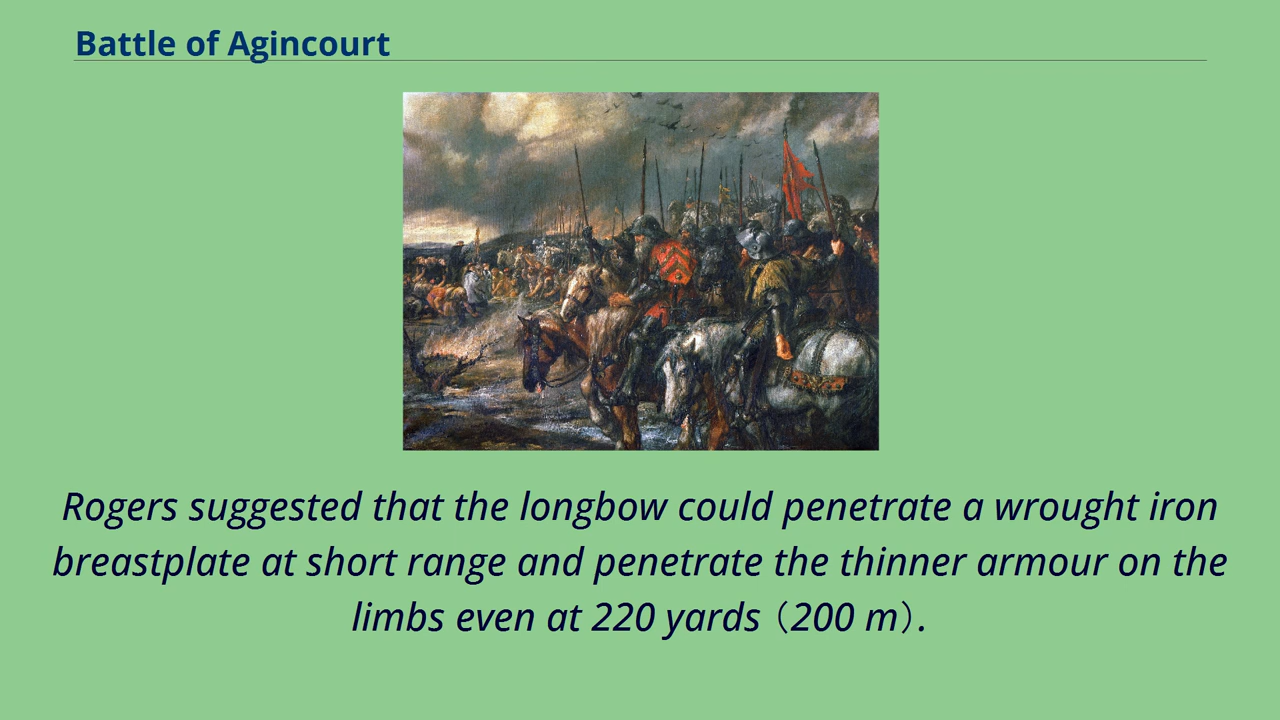 Battle of Agincourt
Rogers suggested that the longbow could penetrate a wrought iron
breastplate at short range and penetrate the thinner armour on the
limbs even at 220 yards（200 m）.